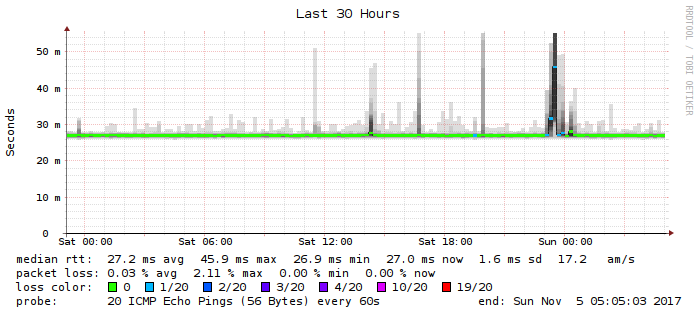 Last 30 Hours
RRDTOOL / TOBI OETIKER
Seconds
50 m
40 m
30 m
20 m
10 m
0
Sat 00:00 Sat 06:00 Sat 12:00 Sat 18:00 Sun 00:00
median rtt: 27.2 ms avg 45.9 ms max 26.9 ms min 27.0 ms now 1.6 ms sd 17.2 am/s
packet loss: 0.03 % avg 2.11 % max 0.00 % min 0.00 % now
loss color: 0 1/20 2/20 3/20 4/20 10/20 19/20
probe: 20 ICMP Echo Pings (56 Bytes) every 60s end: Sun Nov 5 05:05:03 2017